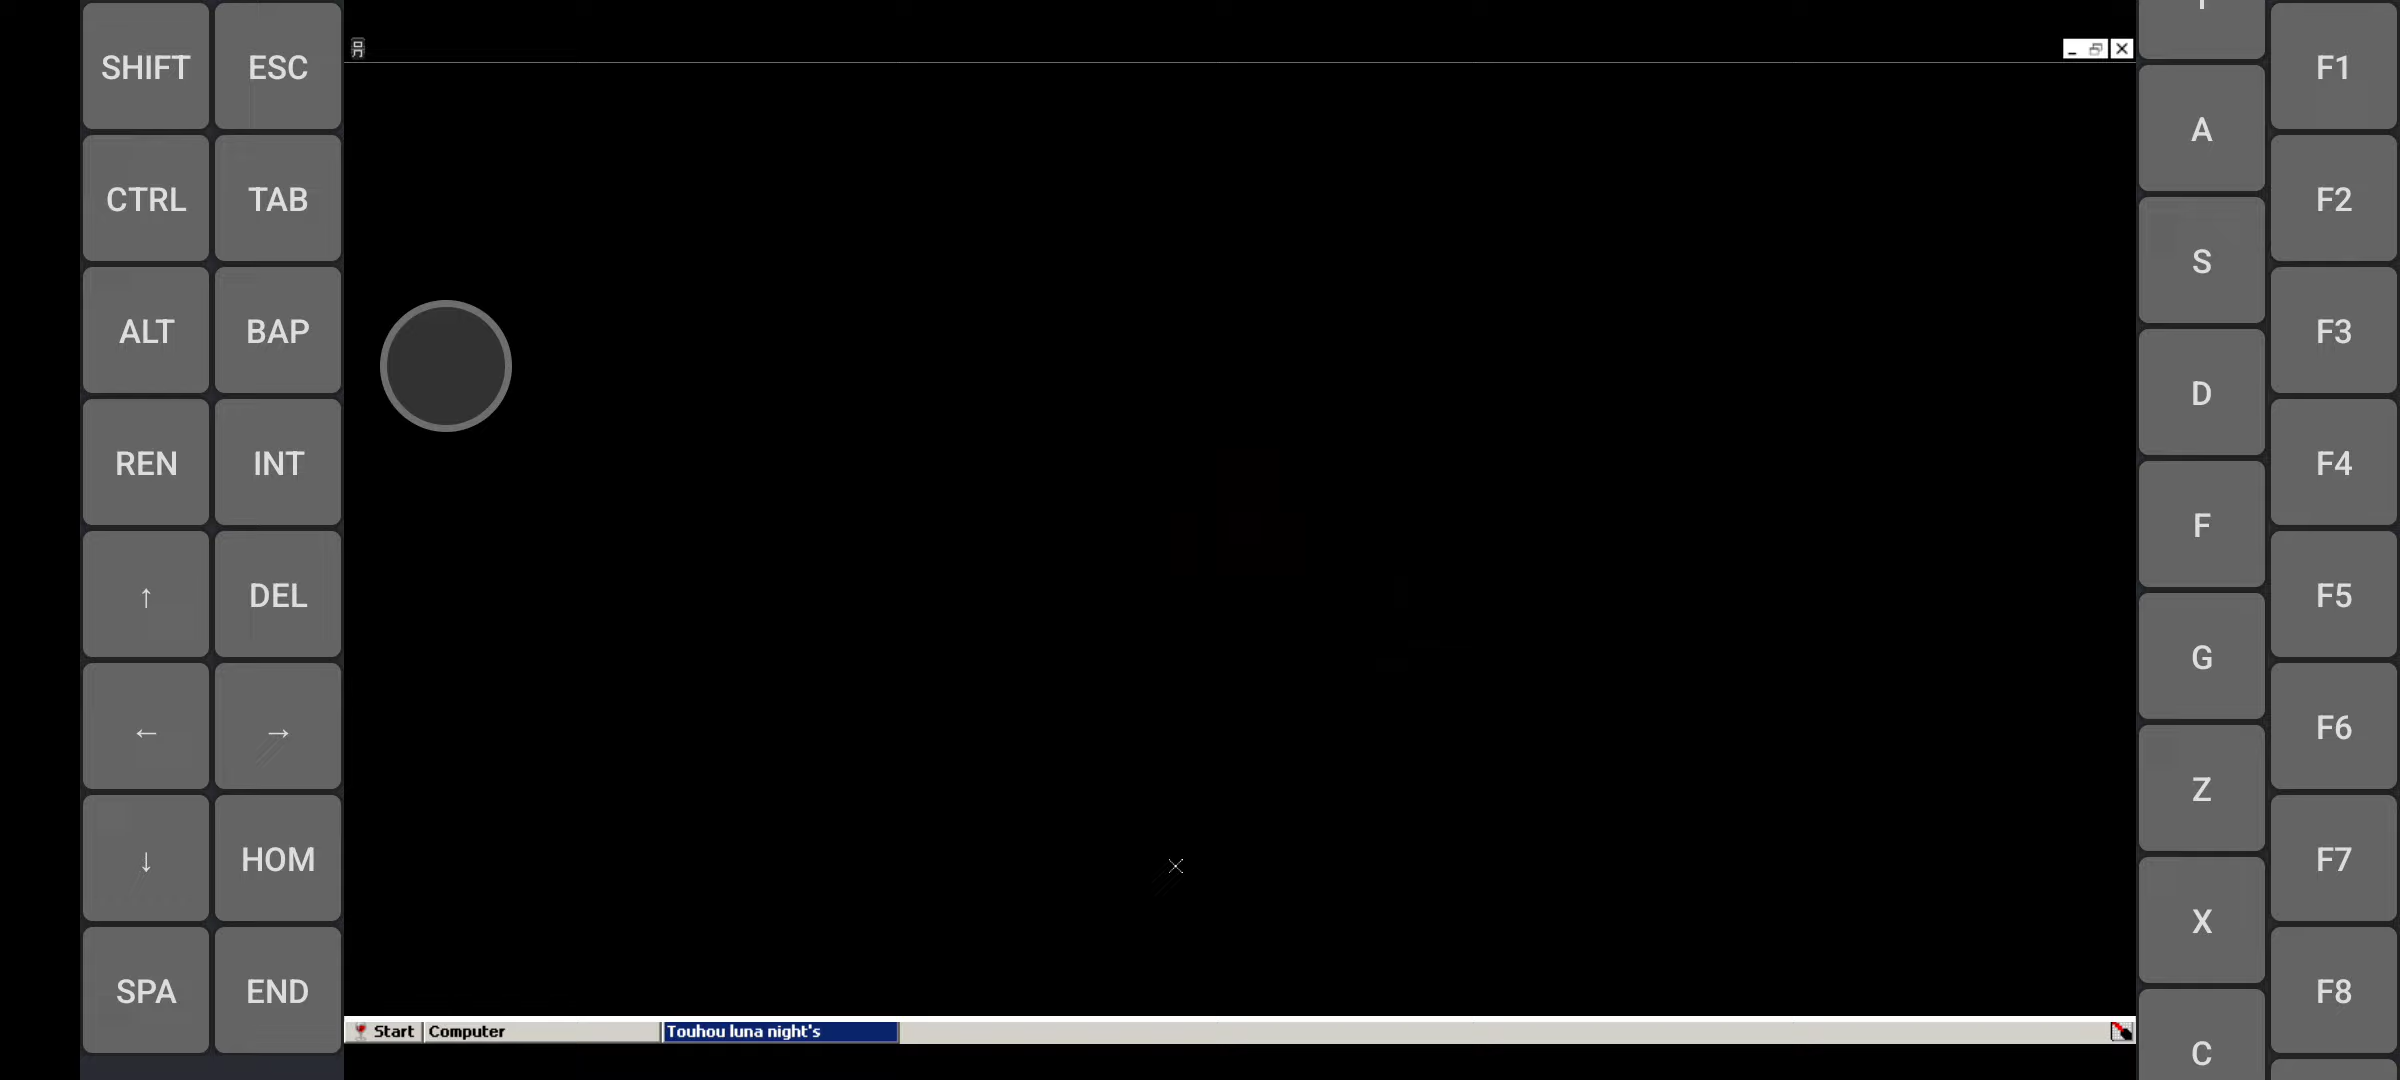 SHIFT ESC
A F1
CTRL TAB
S F2
ALT BAP
D F3
REN INT
F F4
↑ DEL
G F5
← →
Z F6
↓ HOM
X F7
SPA END
C F8
Start Computer Touhou luna night's